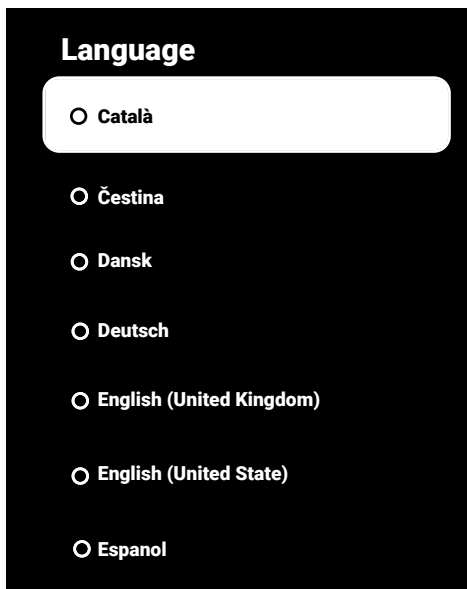 Language
Català
Čestina
Dansk
Deutsch
English (United Kingdom)
English (United State)
Espanol